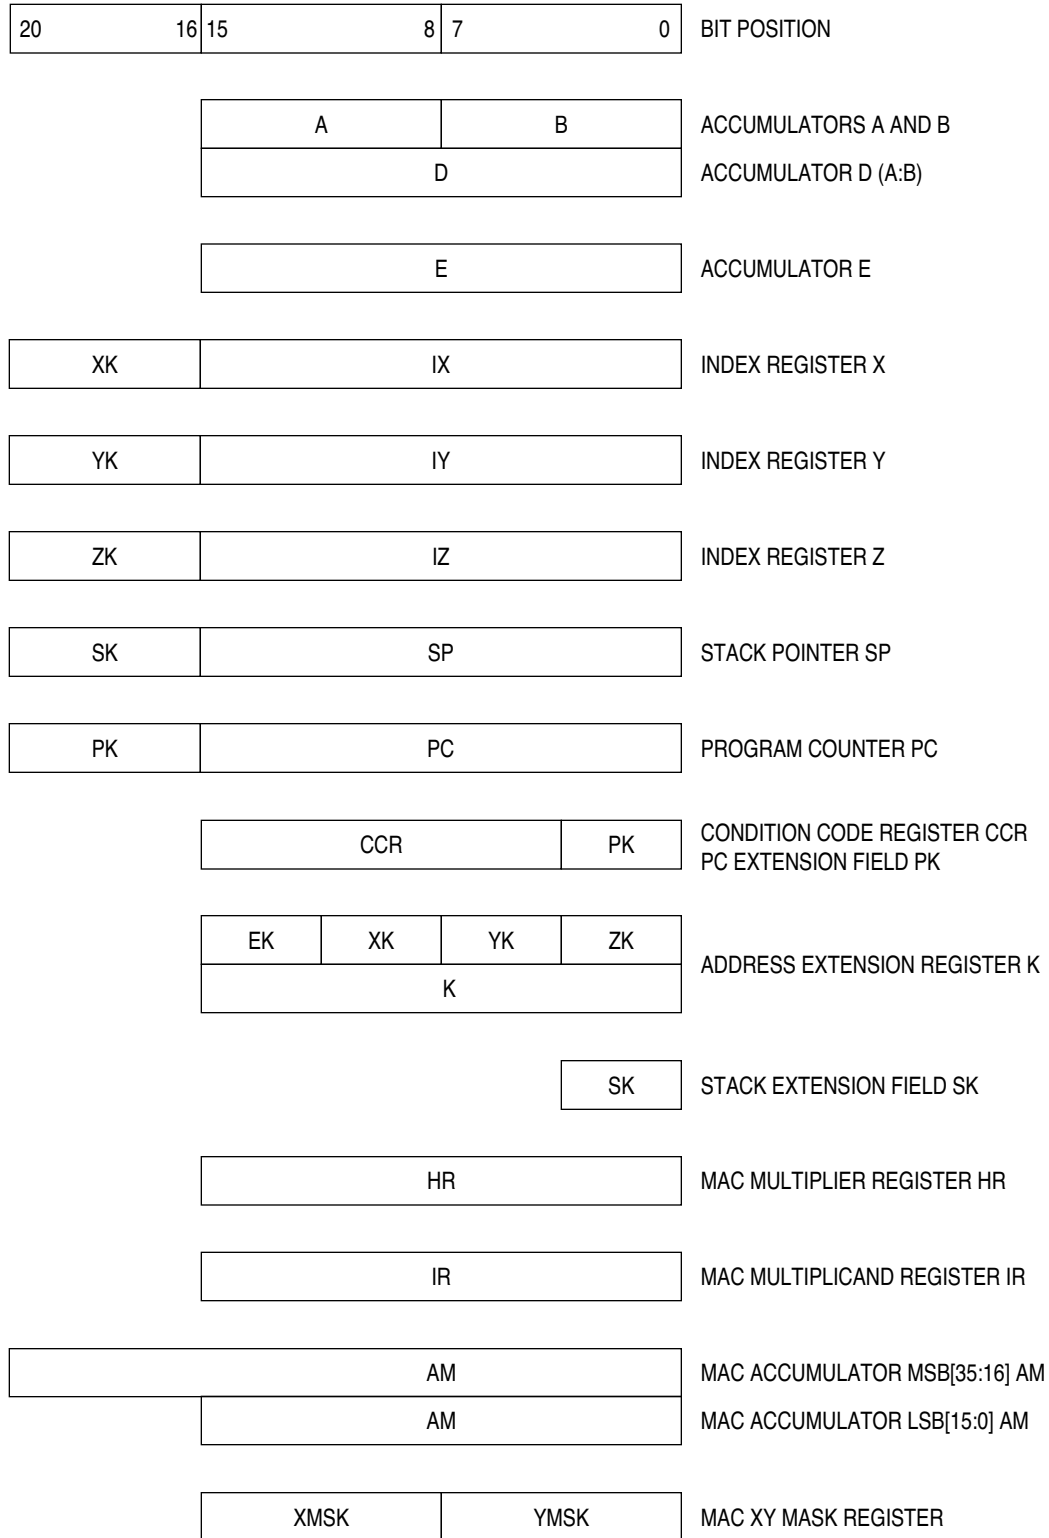 20 16 15 8 7 0 BIT POSITION
A B ACCUMULATORS A AND B
D ACCUMULATOR D (A:B)
E ACCUMULATOR E
XK IX INDEX REGISTER X
YK IY INDEX REGISTER Y
ZK IZ INDEX REGISTER Z
SK SP STACK POINTER SP
PK PC PROGRAM COUNTER PC
CCR PK CONDITION CODE REGISTER CCR
PC EXTENSION FIELD PK
EK XK YK ZK
ADDRESS EXTENSION REGISTER K
K
SK STACK EXTENSION FIELD SK
HR MAC MULTIPLIER REGISTER HR
IR MAC MULTIPLICAND REGISTER IR
AM MAC ACCUMULATOR MSB[35:16] AM
AM MAC ACCUMULATOR LSB[15:0] AM
XMSK YMSK MAC XY MASK REGISTER